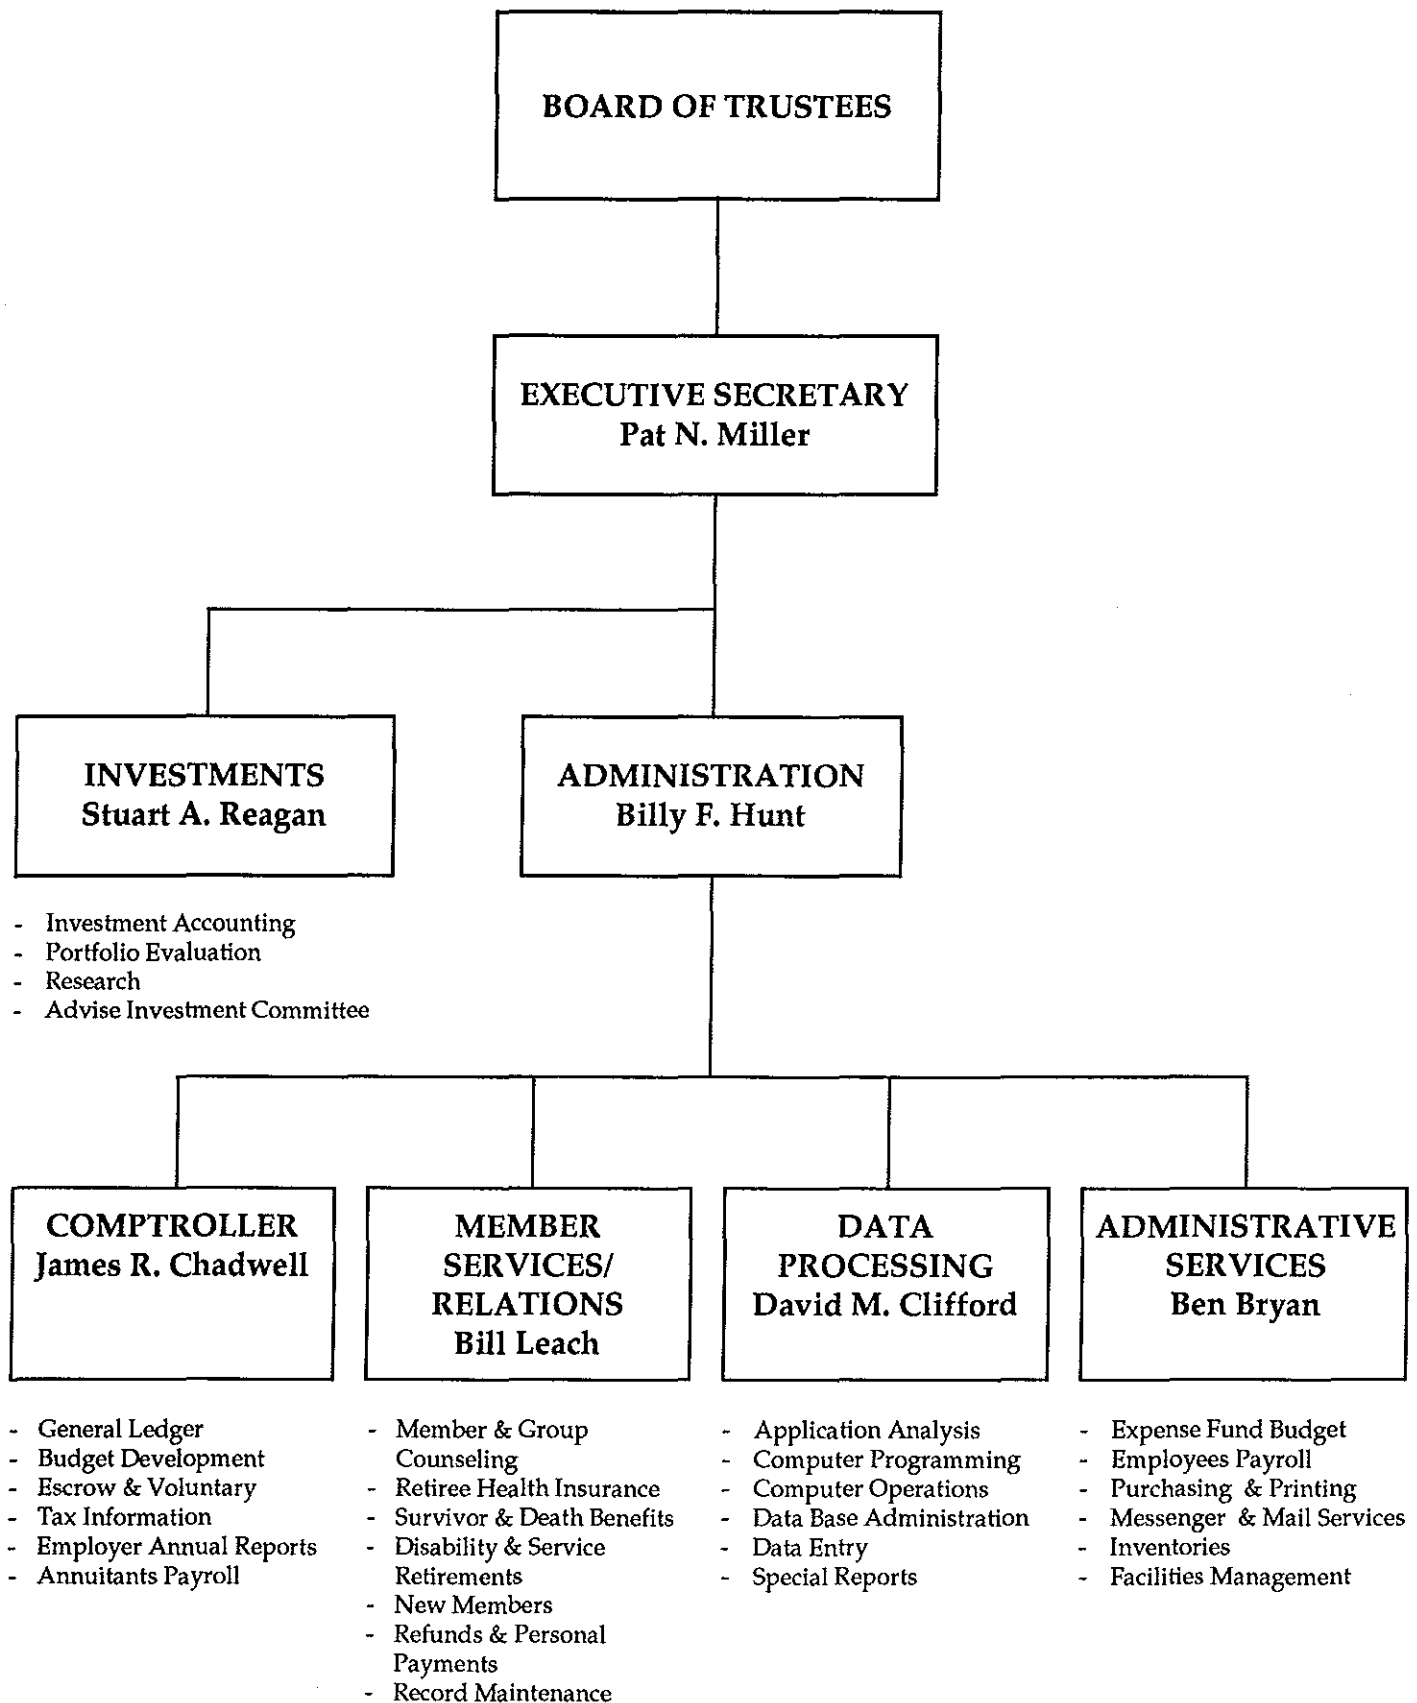 BOARD OF TRUSTEES
EXECUTIVE SECRETARY
Pat N. Miller
INVESTMENTS
Stuart A. Reagan
ADMINISTRATION
Billy F. Hunt
- Investment Accounting
- Portfolio Evaluation
- Research
- Advise Investment Committee
COMPTROLLER
James R. Chadwell
MEMBER
SERVICES/
RELATIONS
Bill Leach
DATA
PROCESSING
David M. Clifford
ADMINISTRATIVE
SERVICES
Ben Bryan
- General Ledger
- Budget Development
- Escrow & Voluntary
- Tax Information
- Employer Annual Reports
- Annuitants Payroll
- Member & Group
Counseling
- Retiree Health Insurance
- Survivor & Death Benefits
- Disability & Service
Retirements
- New Members
- Refunds & Personal
Payments
- Record Maintenance
- Application Analysis
- Computer Programming
- Computer Operations
- Data Base Administration
- Data Entry
- Special Reports
- Expense Fund Budget
- Employees Payroll
- Purchasing & Printing
- Messenger & Mail Services
- Inventories
- Facilities Management